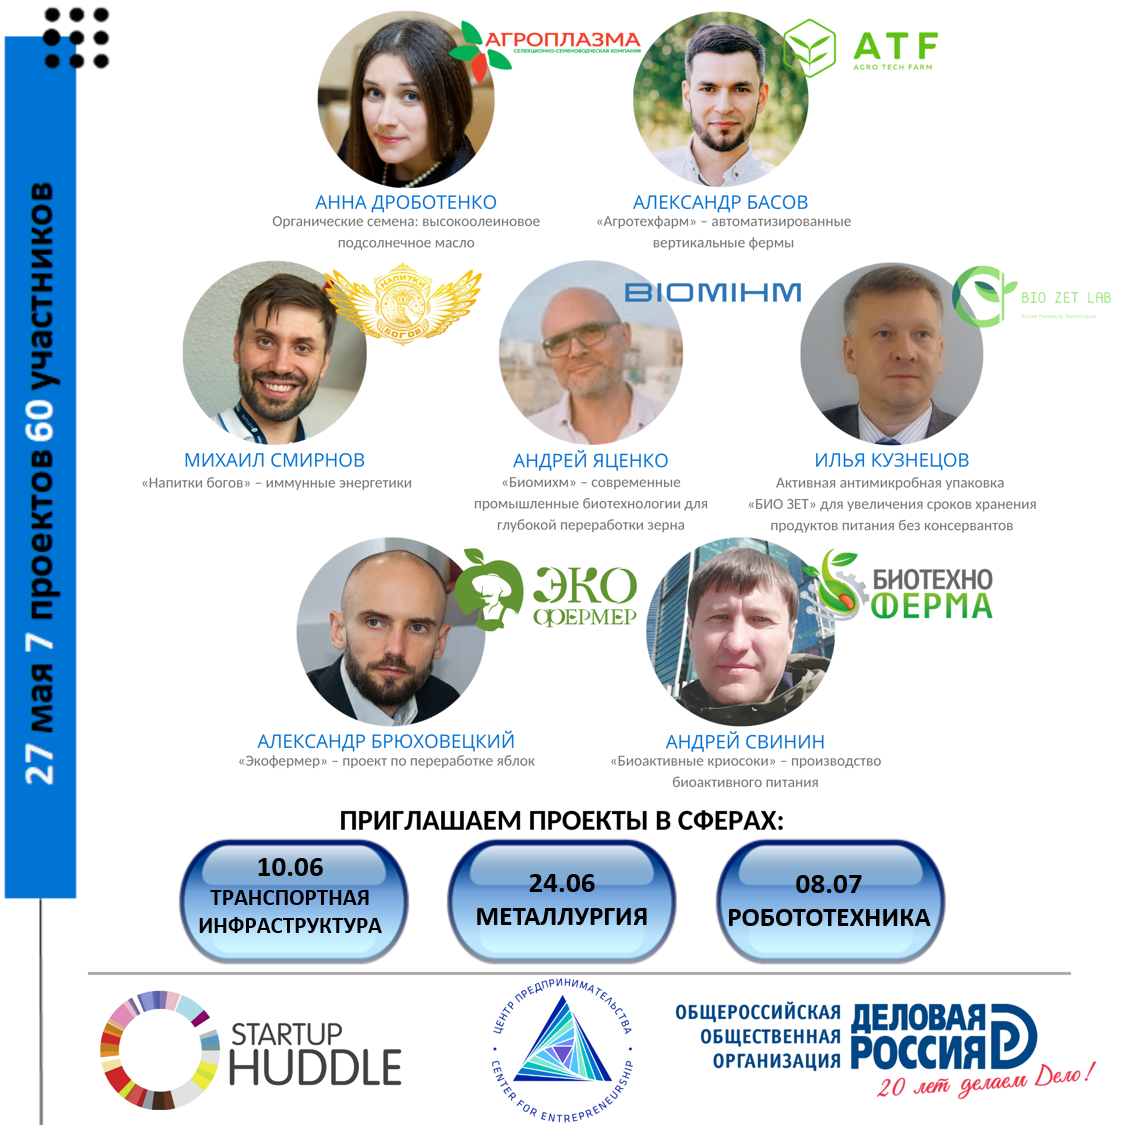 27 мая 7 проектов 60 участников
АГРОПЛАЗМА
СЕЛЕКЦИОННО-СЕМЕНОВОДЧЕСКАЯ КОМПАНИЯ
ATF
AGRO TECH FARM
АННА ДРОБОТЕНКО
Органические семена: высокоолеиновое
подсолнечное масло
АЛЕКСАНДР БАСОВ
«Агротехфарм» – автоматизированные
вертикальные фермы
НАПИТКИ
БОГОВ
BIOMIHM
BIO ZET LAB
МИХАИЛ СМИРНОВ
«Напитки богов» – иммунные энергетики
АНДРЕЙ ЯЦЕНКО
«Биомихм» – современные
промышленные биотехнологии для
глубокой переработки зерна
ИЛЬЯ КУЗНЕЦОВ
Активная антимикробная упаковка
«БИО ЗЕТ» для увеличения сроков хранения
продуктов питания без консервантов
ЭКО
ФЕРМЕР
БИОТЕХНО
ФЕРМА
АЛЕКСАНДР БРЮХОВЕЦКИЙ
«Экофермер» – проект по переработке яблок
АНДРЕЙ СВИНИН
«Биоактивные криосоки» – производство
биоактивного питания
ПРИГЛАШАЕМ ПРОЕКТЫ В СФЕРАХ:
10.06
ТРАНСПОРТНАЯ
ИНФРАСТРУКТУРА
24.06
МЕТАЛЛУРГИЯ
08.07
РОБОТОТЕХНИКА
STARTUP
HUDDLE
ЦЕНТР ПРЕДПРИНИМАТЕЛЬСТВА
CENTER FOR ENTREPRENEURSHIP
ОБЩЕРОССИЙСКАЯ
ОБЩЕСТВЕННАЯ
ОРГАНИЗАЦИЯ
ДЕЛОВАЯ
РОССИЯ
20 лет делаем Дело!